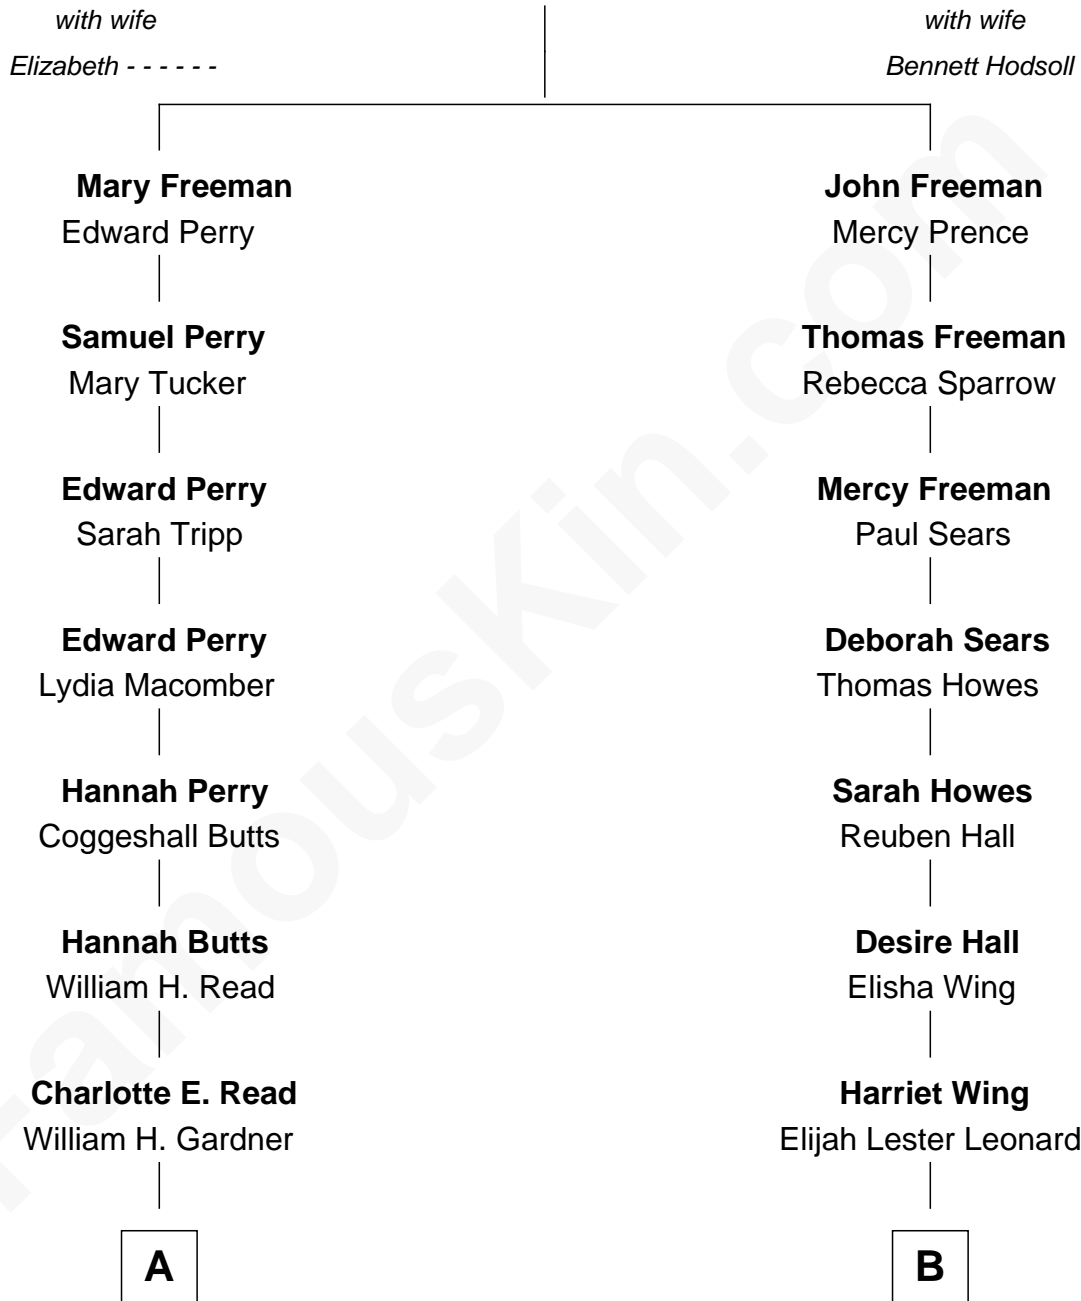 with wife
Elizabeth - - - - - -
with wife
Bennett Hodsoll
Mary Freeman
Edward Perry
John Freeman
Mercy Prence
Samuel Perry
Mary Tucker
Thomas Freeman
Rebecca Sparrow
Edward Perry
Sarah Tripp
Mercy Freeman
Paul Sears
Edward Perry
Lydia Macomber
Deborah Sears
Thomas Howes
Hannah Perry
Coggeshall Butts
Sarah Howes
Reuben Hall
Hannah Butts
William H. Read
Desire Hall
Elisha Wing
Charlotte E. Read
William H. Gardner
Harriet Wing
Elijah Lester Leonard
A
B
FamousKin.com